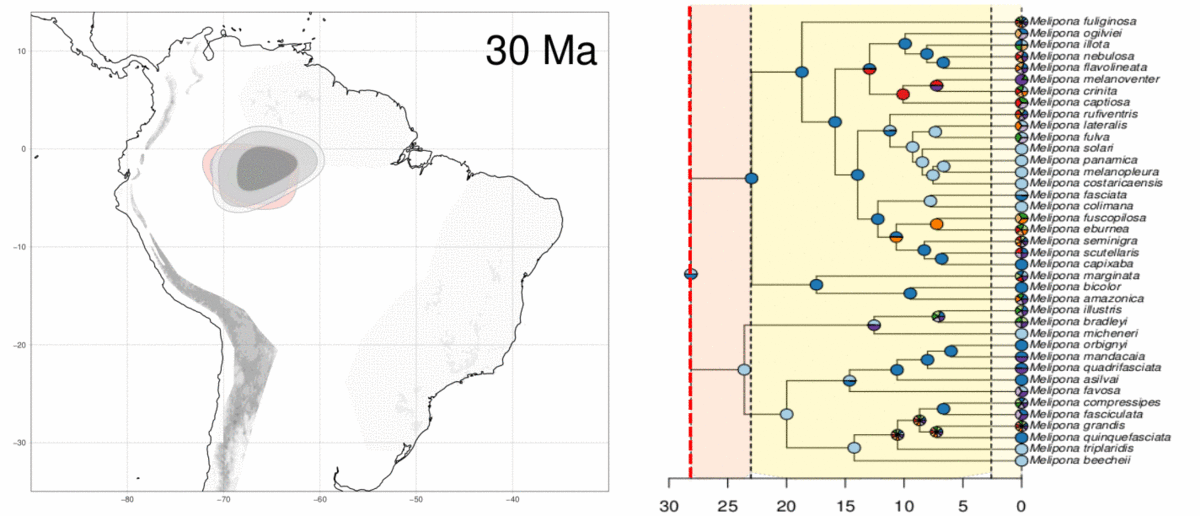 30 Ma
10
0
−10
−20
−30
−80
−70
−60
−50
−40
Melipona fuliginosa
Melipona ogilviei
Melipona illota
Melipona nebulosa
Melipona flavolineata
Melipona melanoventer
Melipona crinita
Melipona captiosa
Melipona rufiventris
Melipona lateralis
Melipona fulva
Melipona solari
Melipona panamica
Melipona melanopleura
Melipona costaricaensis
Melipona fasciata
Melipona colimana
Melipona fuscopilosa
Melipona eburnea
Melipona seminigra
Melipona scutellaris
Melipona capixaba
Melipona marginata
Melipona bicolor
Melipona amazonica
Melipona illustris
Melipona bradleyi
Melipona micheneri
Melipona orbignyi
Melipona mandacaia
Melipona quadrifasciata
Melipona asilvai
Melipona favosa
Melipona compressipes
Melipona fasciculata
Melipona grandis
Melipona quinquefasciata
Melipona triplaridis
Melipona beecheii
30 25 20 15 10 5 0